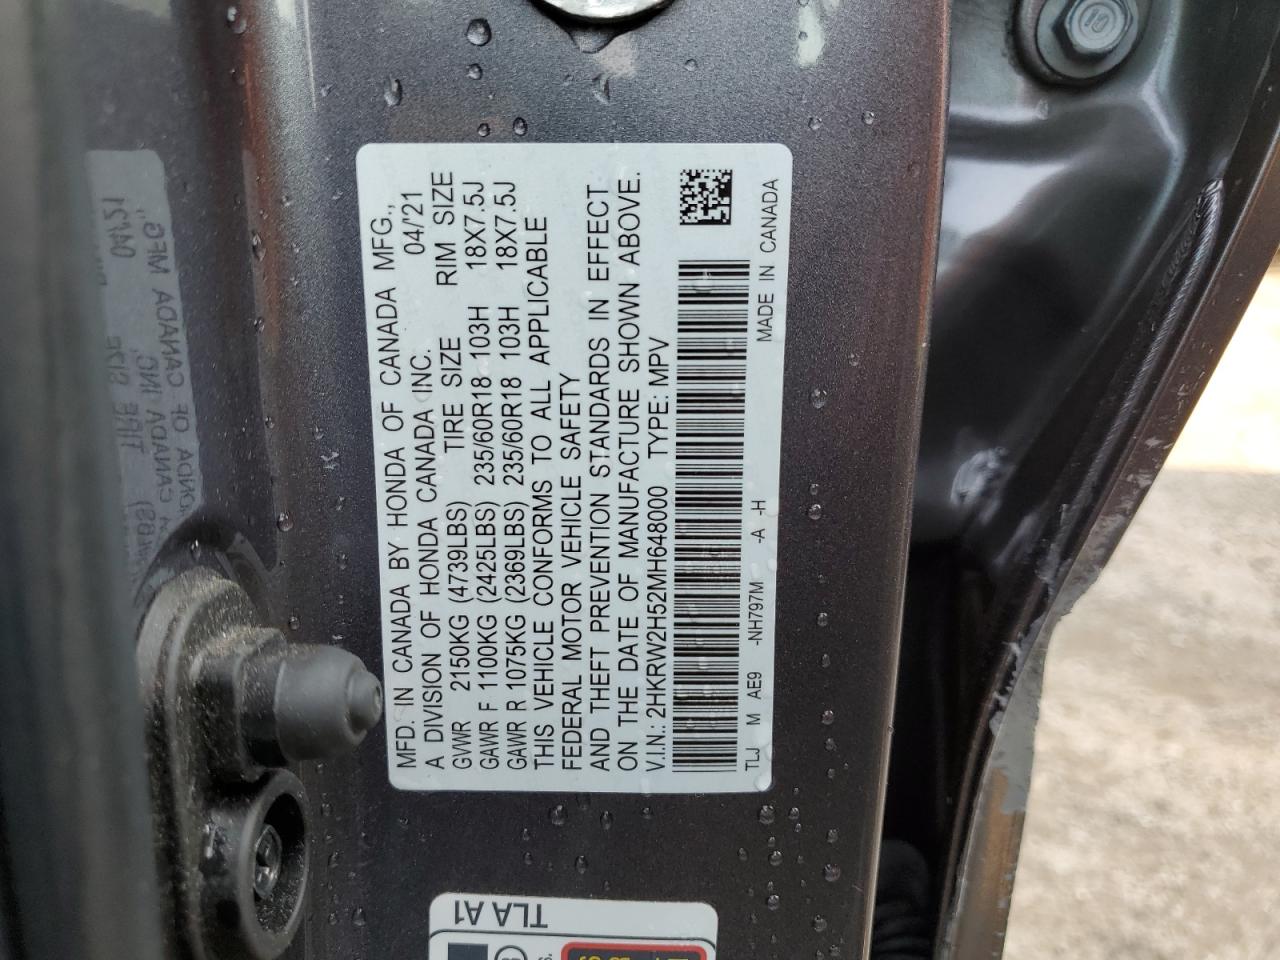 MFD. IN CANADA BY HONDA OF CANADA MFG.,
A DIVISION OF HONDA CANADA INC. 04/'21
GVWR 2150KG (4739LBS) TIRE SIZE RIM SIZE
GAWR F 1100KG (2425LBS) 235/60R18 103H 18X7.5J
GAWR R 1075KG (2369LBS) 235/60R18 103H 18X7.5J
THIS VEHICLE CONFORMS TO ALL APPLICABLE
FEDERAL MOTOR VEHICLE SAFETY
AND THEFT PREVENTION STANDARDS IN EFFECT
ON THE DATE OF MANUFACTURE SHOWN ABOVE.
V.I.N.: 2HKRW2H52MH648000 TYPE: MPV
TLJ M AE9 -NH797M -A -H MADE IN CANADA
TLA A1